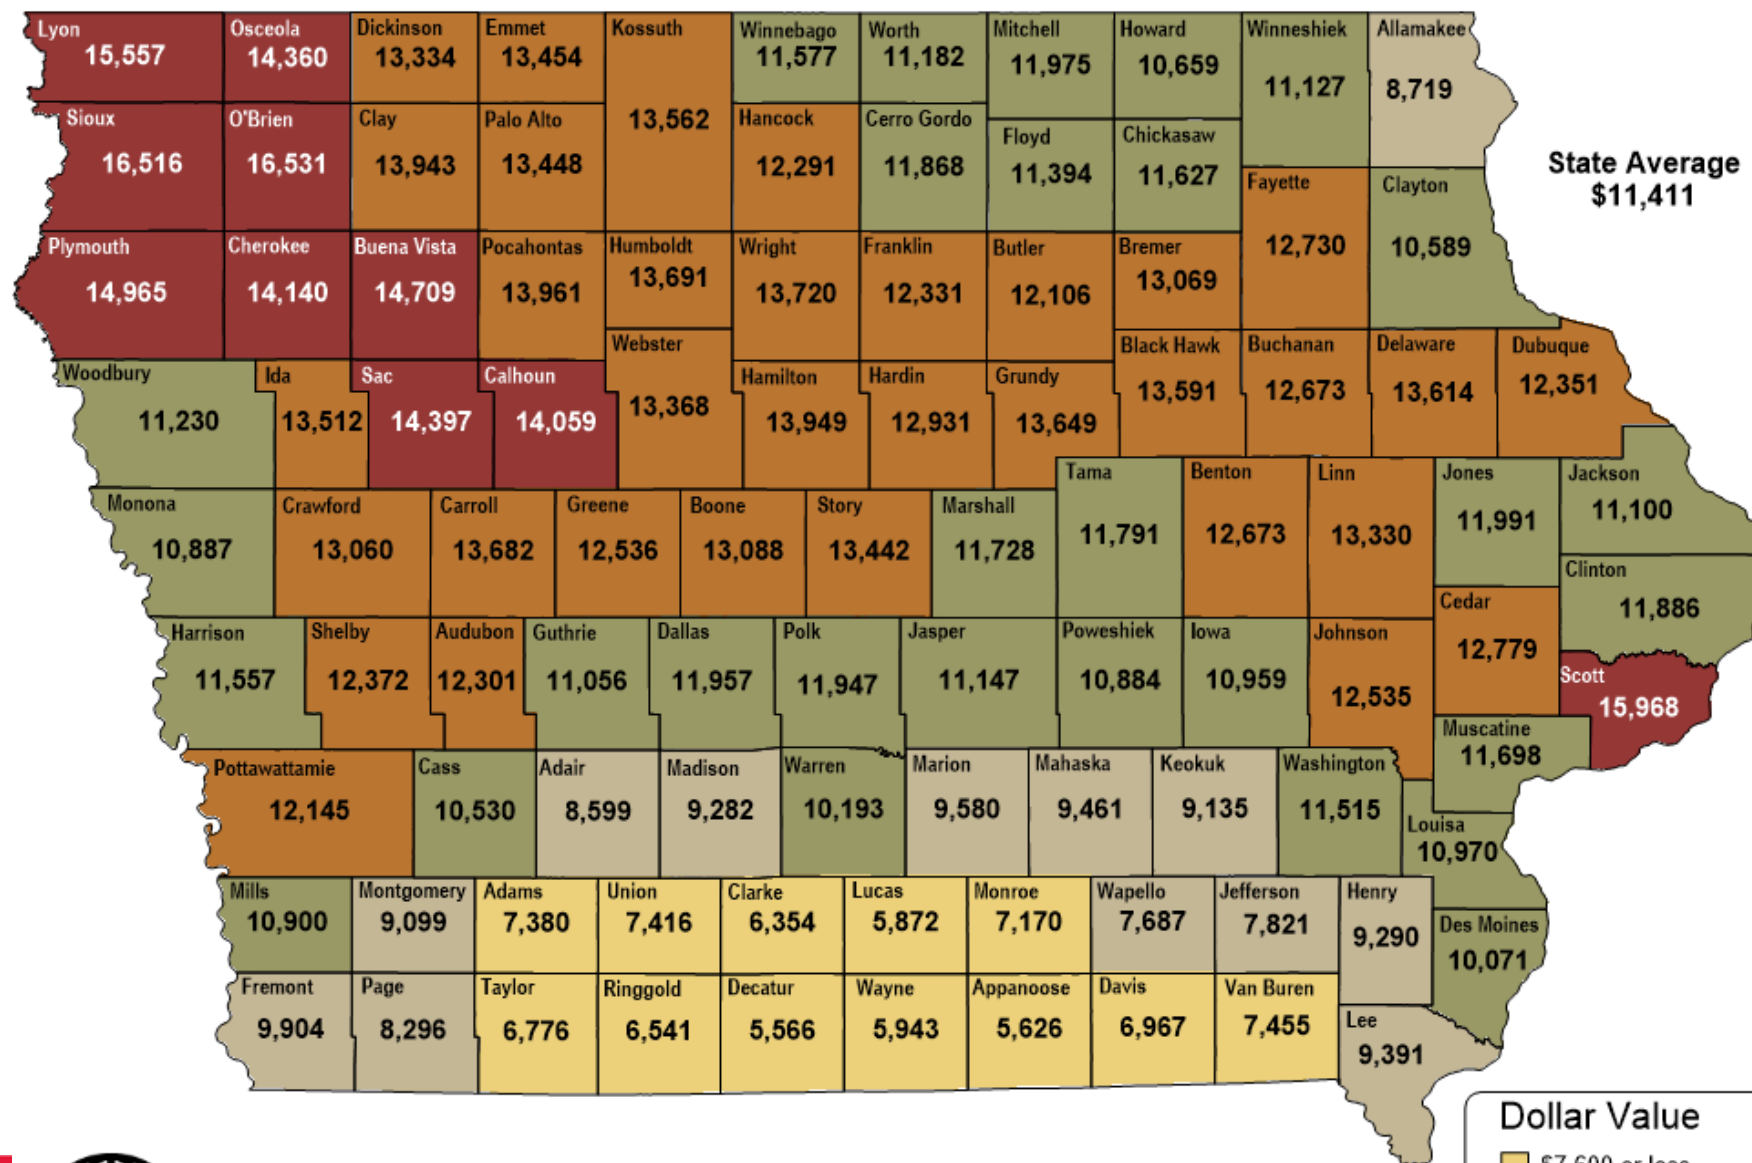 Lyon
15,557
Osceola
14,360
Dickinson
13,334
Emmet
13,454
Kossuth
13,562
Winnebago
11,577
Worth
11,182
Mitchell
11,975
Howard
10,659
Winneshiek
11,127
Allamakee
8,719
Sioux
16,516
O'Brien
16,531
Clay
13,943
Palo Alto
13,448
Hancock
12,291
Cerro Gordo
11,868
Floyd
11,394
Chickasaw
11,627
State Average
$11,411
Fayette
12,730
Clayton
10,589
Plymouth
14,965
Cherokee
14,140
Buena Vista
14,709
Pocahontas
13,961
Humboldt
13,691
Wright
13,720
Franklin
12,331
Butler
12,106
Bremer
13,069
Woodbury
11,230
Ida
13,512
Sac
14,397
Calhoun
14,059
Webster
13,368
Hamilton
13,949
Hardin
12,931
Grundy
13,649
Black Hawk
13,591
Buchanan
12,673
Delaware
13,614
Dubuque
12,351
Monona
10,887
Crawford
13,060
Carroll
13,682
Greene
12,536
Boone
13,088
Story
13,442
Marshall
11,728
Tama
11,791
Benton
12,673
Linn
13,330
Jones
11,991
Jackson
11,100
Clinton
11,886
Cedar
12,779
Harrison
11,557
Shelby
12,372
Audubon
12,301
Guthrie
11,056
Dallas
11,957
Polk
11,947
Jasper
11,147
Poweshiek
10,884
Iowa
10,959
Johnson
12,535
Scott
15,968
Muscatine
11,698
Pottawattamie
12,145
Cass
10,530
Adair
8,599
Madison
9,282
Warren
10,193
Marion
9,580
Mahaska
9,461
Keokuk
9,135
Washington
11,515
Louisa
10,970
Mills
10,900
Montgomery
9,099
Adams
7,380
Union
7,416
Clarke
6,354
Lucas
5,872
Monroe
7,170
Wapello
7,687
Jefferson
7,821
Henry
9,290
Des Moines
10,071
Fremont
9,904
Page
8,296
Taylor
6,776
Ringgold
6,541
Decatur
5,566
Wayne
5,943
Appanoose
5,626
Davis
6,967
Van Buren
7,455
Lee
9,391
Dollar Value